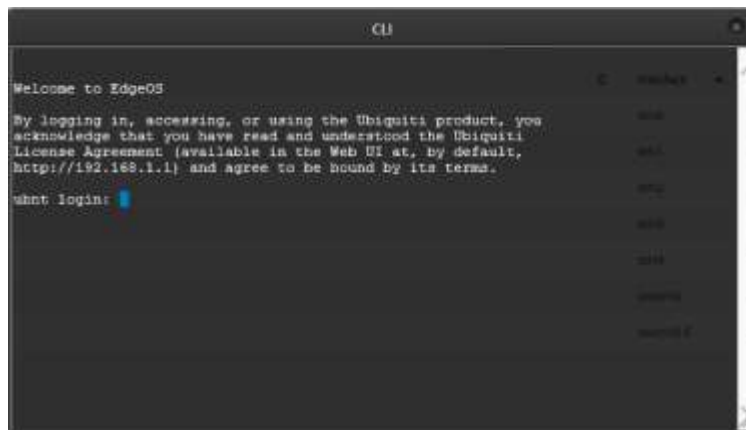 CLI
Welcome to EdgeOS
By logging in, accessing, or using the Ubiquiti product, you
acknowledge that you have read and understood the Ubiquiti
License Agreement (available in the Web UI at, by default,
http://192.168.1.1) and agree to be bound by its terms.
ubnt login: